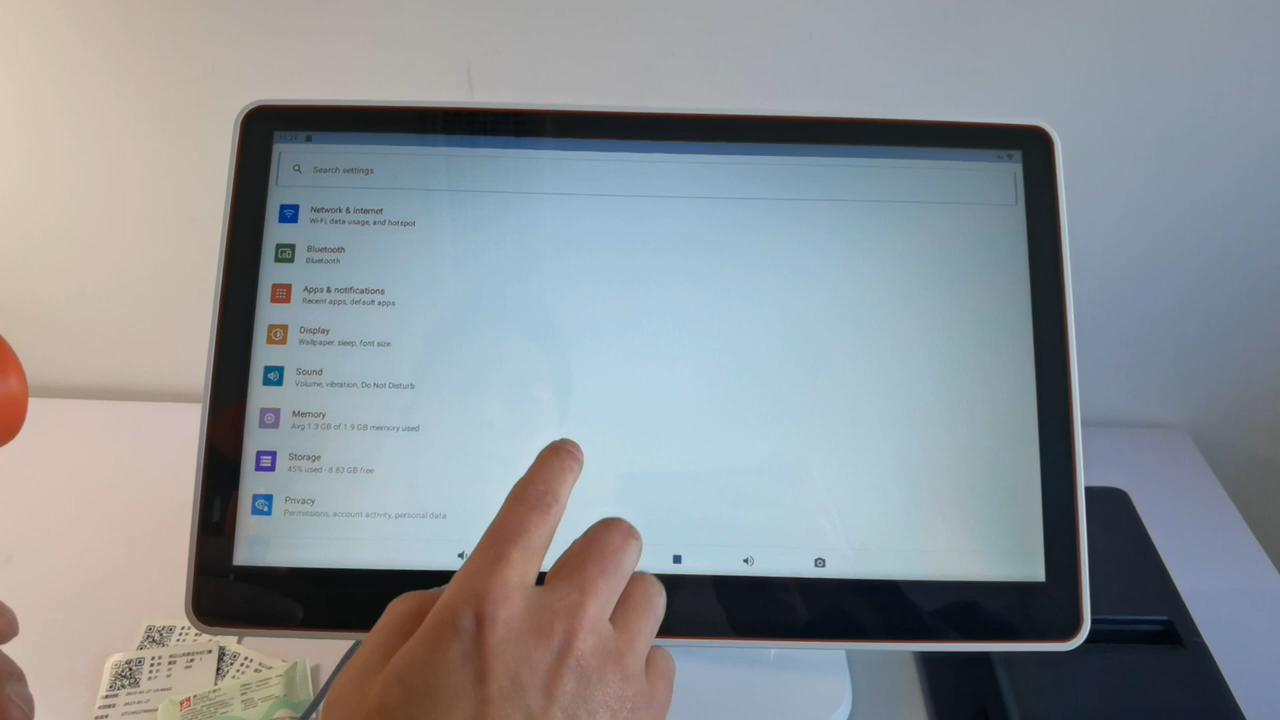 11:27
Search settings
Network & internet
Wi-Fi, data usage, and hotspot
Bluetooth
Bluetooth
Apps & notifications
Recent apps, default apps
Display
Wallpaper, sleep, font size
Sound
Volume, vibration, Do Not Disturb
Memory
Avg 1.3 GB of 1.9 GB memory used
Storage
45% used - 8.83 GB free
Privacy
Permissions, account activity, personal data